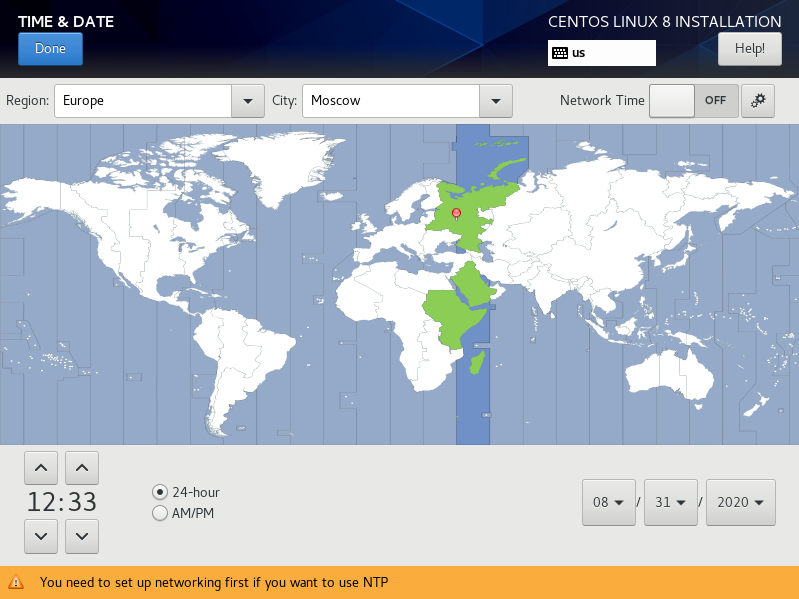 TIME & DATE
CENTOS LINUX 8 INSTALLATION
Done
us
Help!
Region: Europe City: Moscow Network Time OFF
12:33
24-hour
AM/PM
08 / 31 / 2020
You need to set up networking first if you want to use NTP